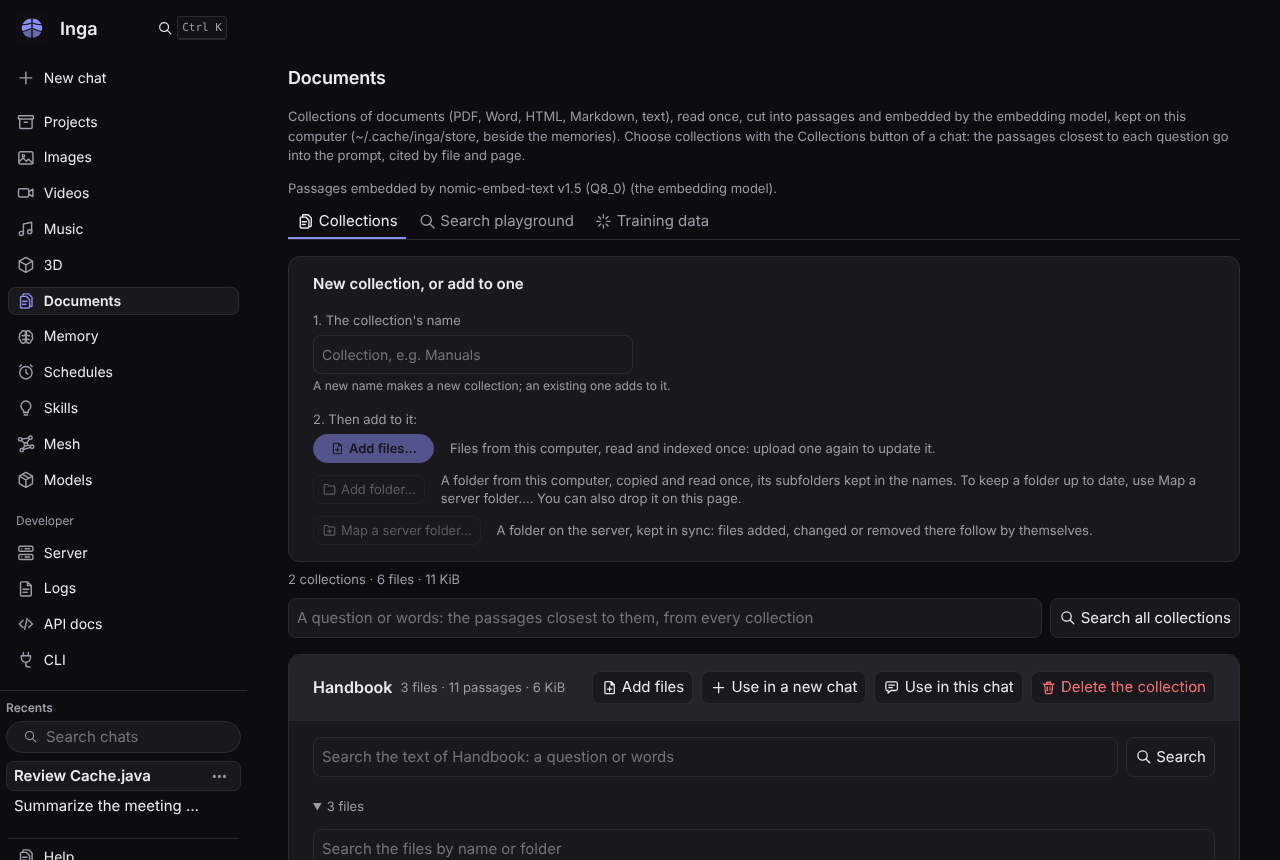 Inga
Ctrl K
New chat
Projects
Images
Videos
Music
3D
Documents
Memory
Schedules
Skills
Mesh
Models
Developer
Server
Logs
API docs
CLI
Recents
Search chats
Review Cache.java
Summarize the meeting ...
Help
Documents
Collections of documents (PDF, Word, HTML, Markdown, text), read once, cut into passages and embedded by the embedding model, kept on this
computer (~/.cache/inga/store, beside the memories). Choose collections with the Collections button of a chat: the passages closest to each question go
into the prompt, cited by file and page.
Passages embedded by nomic-embed-text v1.5 (Q8_0) (the embedding model).
Collections Search playground Training data
New collection, or add to one
1. The collection's name
Collection, e.g. Manuals
A new name makes a new collection; an existing one adds to it.
2. Then add to it:
Add files... Files from this computer, read and indexed once: upload one again to update it.
Add folder... A folder from this computer, copied and read once, its subfolders kept in the names. To keep a folder up to date, use Map a
server folder.... You can also drop it on this page.
Map a server folder... A folder on the server, kept in sync: files added, changed or removed there follow by themselves.
2 collections · 6 files · 11 KiB
A question or words: the passages closest to them, from every collection Search all collections
Handbook 3 files · 11 passages · 6 KiB Add files Use in a new chat Use in this chat Delete the collection
Search the text of Handbook: a question or words Search
▼ 3 files
Search the files by name or folder